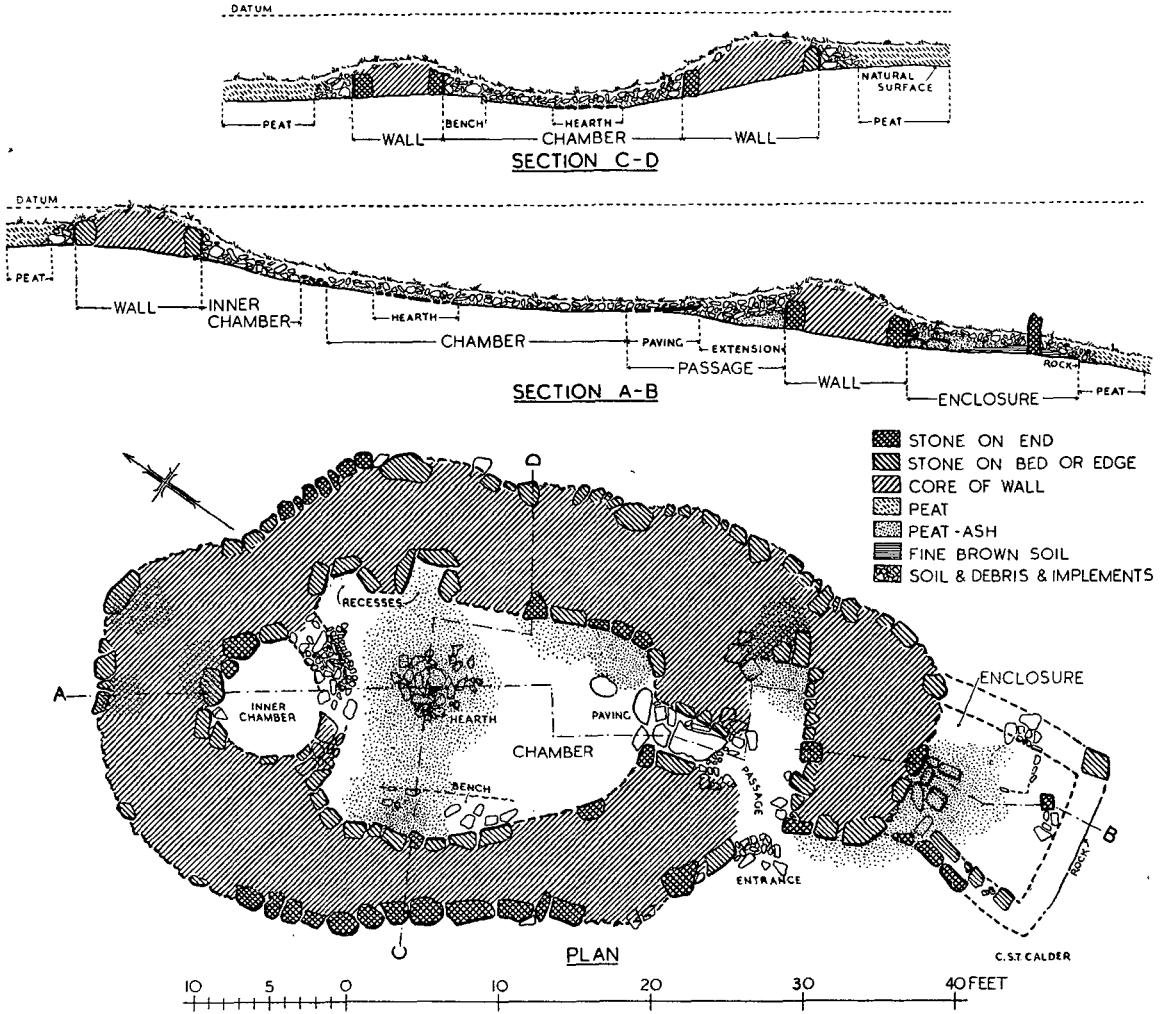 DATUM
NATURAL
SURFACE
PEAT
WALL
BENCH
HEARTH
CHAMBER
WALL
PEAT
SECTION C-D
DATUM
PEAT
WALL
INNER
CHAMBER
HEARTH
CHAMBER
PAVING
EXTENSION
PASSAGE
WALL
ROCK
ENCLOSURE
PEAT
SECTION A-B
STONE ON END
STONE ON BED OR EDGE
CORE OF WALL
PEAT
PEAT-ASH
FINE BROWN SOIL
SOIL & DEBRIS & IMPLEMENTS
D
RECESSES
A
INNER
CHAMBER
HEARTH
CHAMBER
PAVING
PASSAGE
BENCH
ENTRANCE
ENCLOSURE
B
ROCK
C
PLAN
C.S.T. CALDER
10 5 0 10 20 30 40 FEET